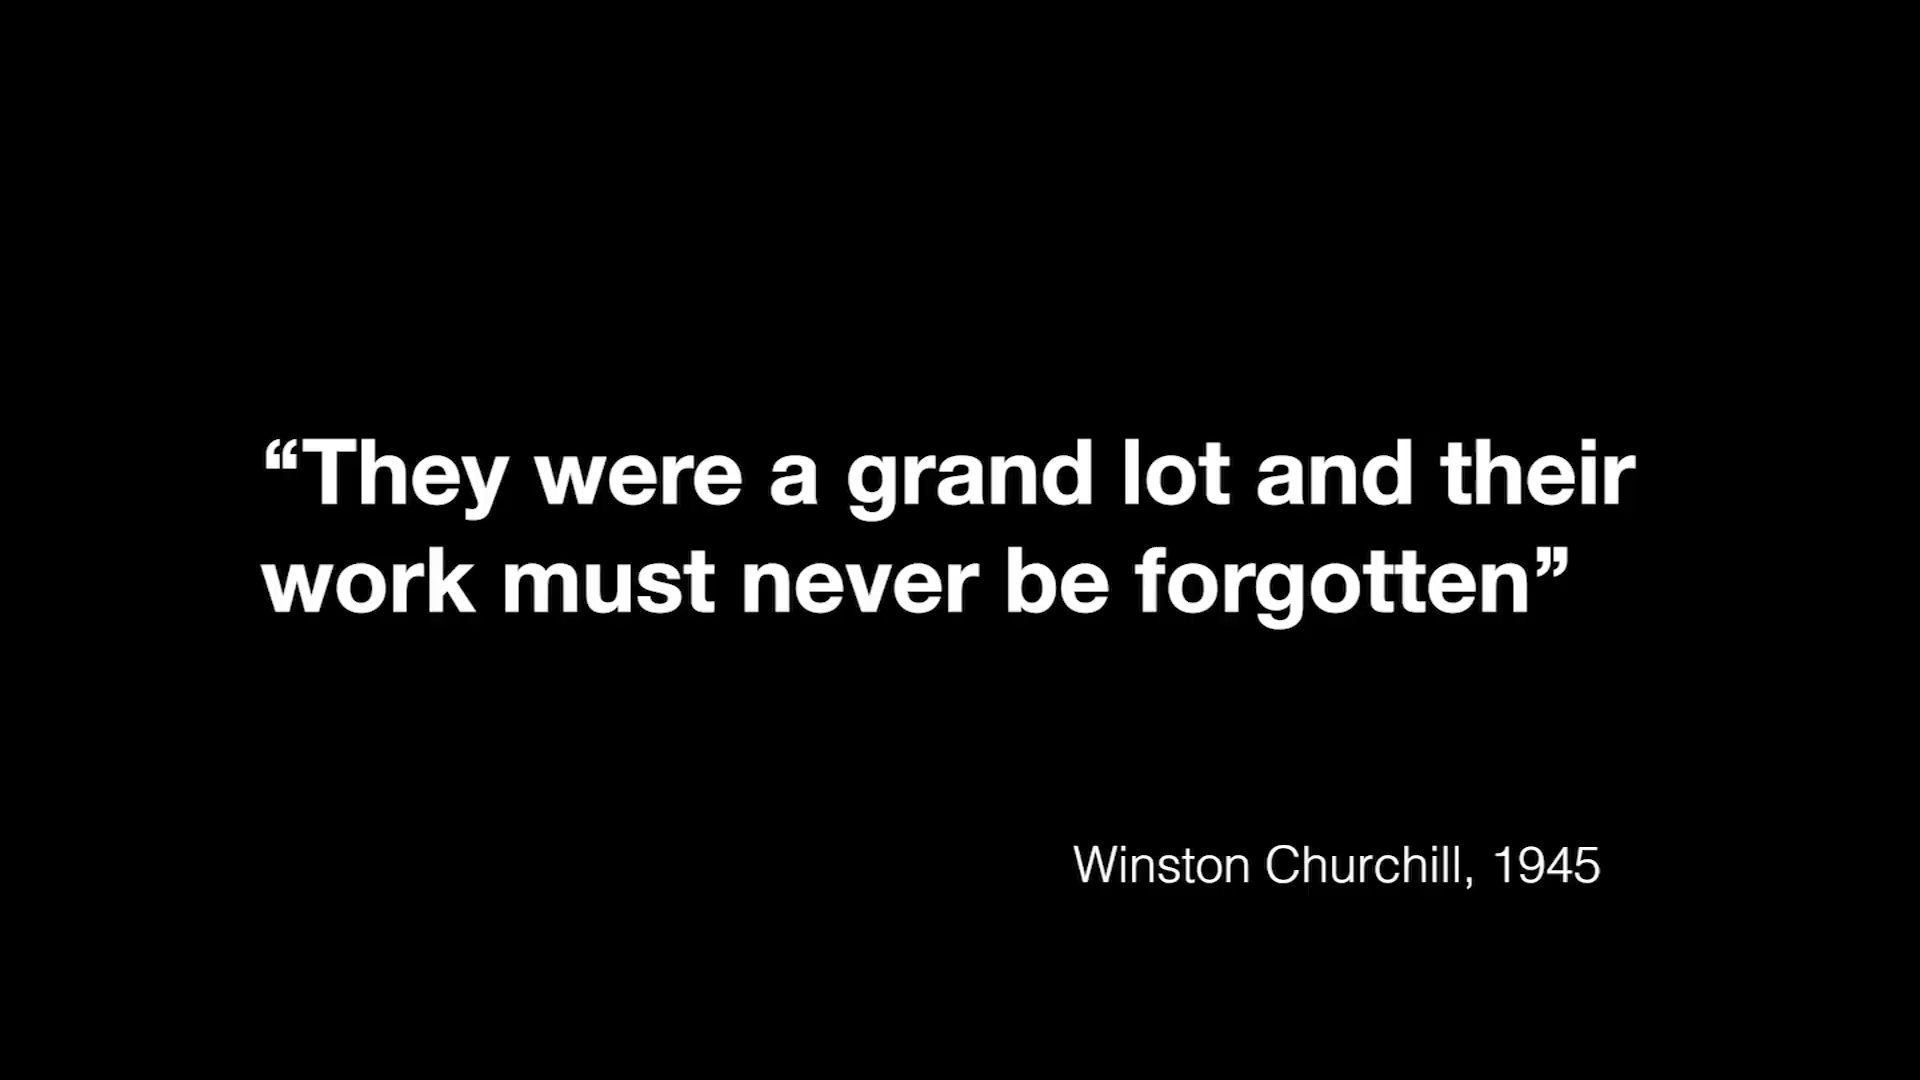 “They were a grand lot and their
work must never be forgotten”
Winston Churchill, 1945